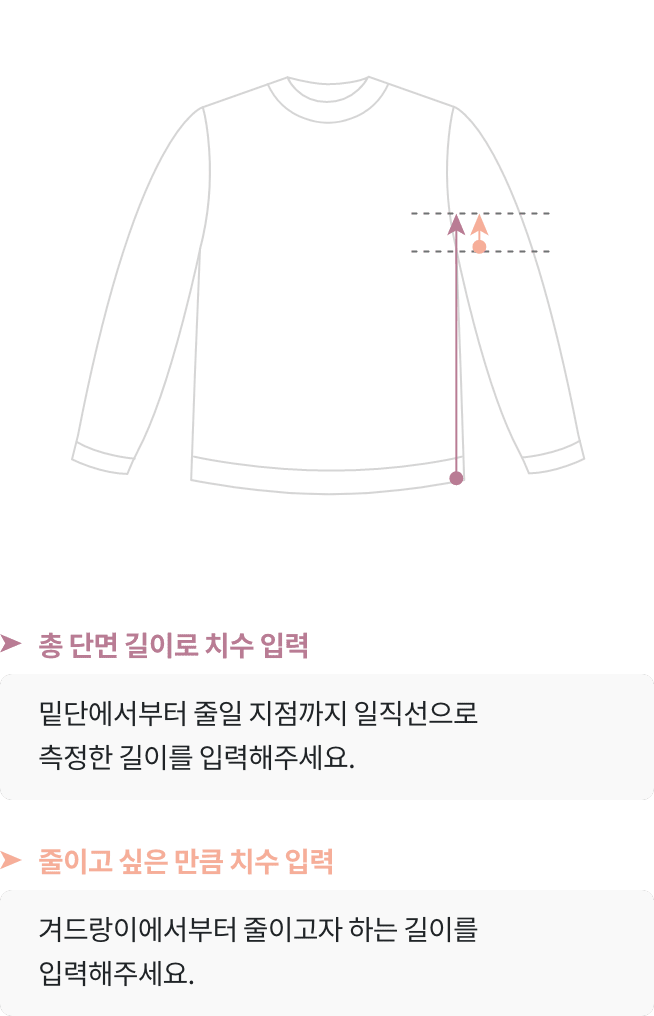 총 단면 길이로 치수 입력
밑단에서부터 줄일 지점까지 일직선으로
측정한 길이를 입력해주세요.
줄이고 싶은 만큼 치수 입력
겨드랑이에서부터 줄이고자 하는 길이를
입력해주세요.